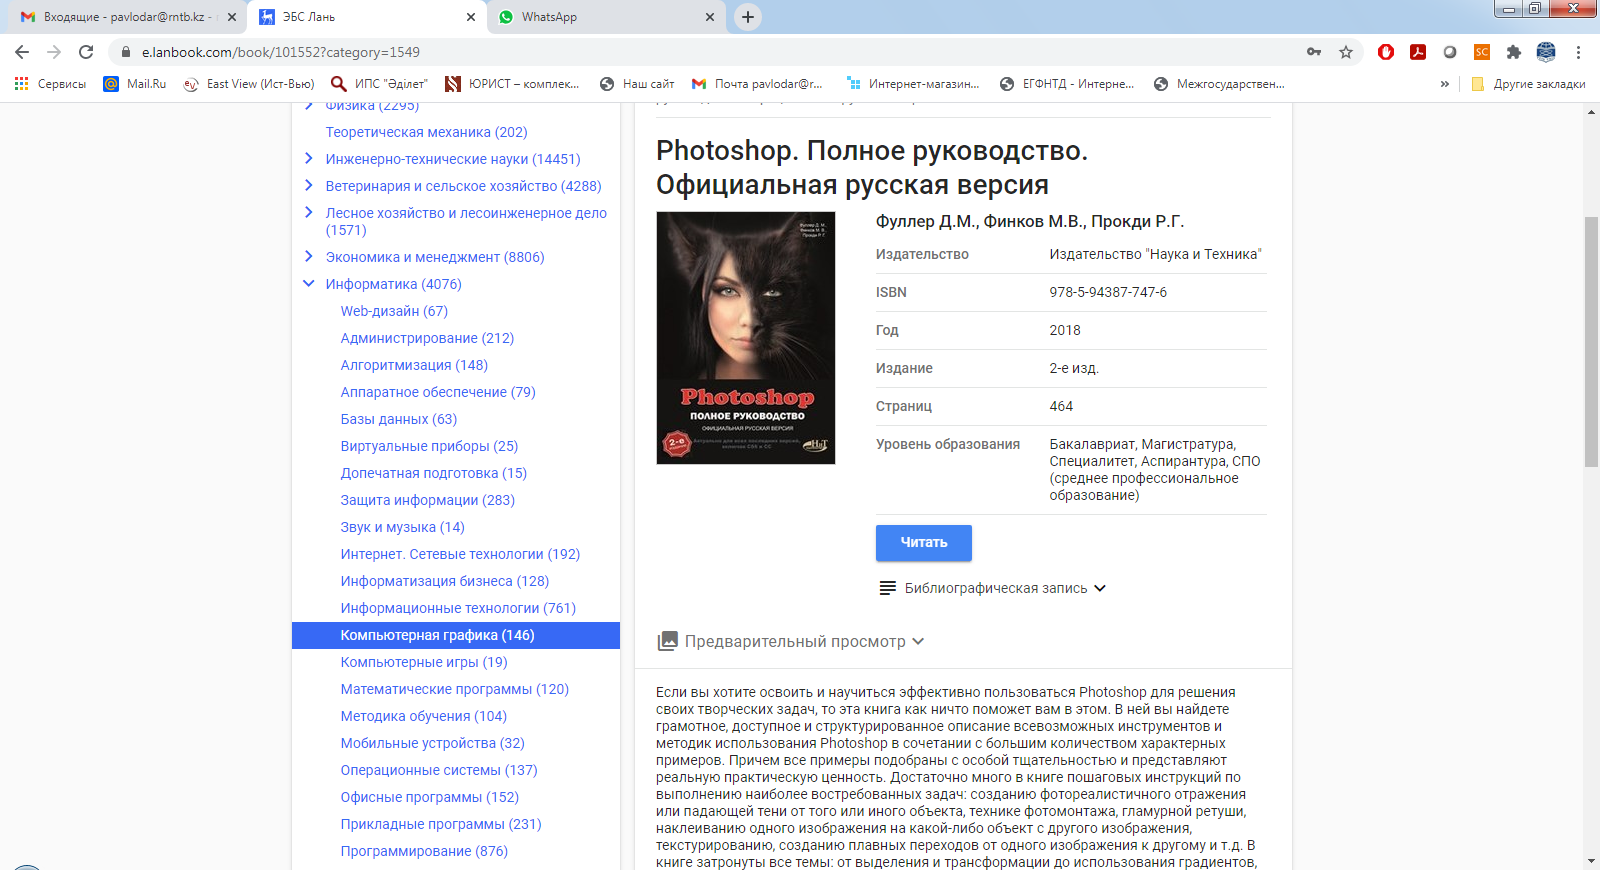 Входящие - pavlodar@rntb.kz -
ЭБС Лань
WhatsApp
e.lanbook.com/book/101552?category=1549
Сервисы
Mail.Ru
East View (Ист-Вью)
ИПС "Әділет"
ЮРИСТ – комплек...
Наш сайт
Почта pavlodar@r...
Интернет-магазин...
ЕГФНТД - Интерне...
Межгосударствен...
»
Другие закладки
Физика (2295)
Теоретическая механика (202)
Инженерно-технические науки (14451)
Ветеринария и сельское хозяйство (4288)
Лесное хозяйство и лесоинженерное дело
(1571)
Экономика и менеджмент (8806)
Информатика (4076)
Web-дизайн (67)
Администрирование (212)
Алгоритмизация (148)
Аппаратное обеспечение (79)
Базы данных (63)
Виртуальные приборы (25)
Допечатная подготовка (15)
Защита информации (283)
Звук и музыка (14)
Интернет. Сетевые технологии (192)
Информатизация бизнеса (128)
Информационные технологии (761)
Компьютерная графика (146)
Компьютерные игры (19)
Математические программы (120)
Методика обучения (104)
Мобильные устройства (32)
Операционные системы (137)
Офисные программы (152)
Прикладные программы (231)
Программирование (876)
Photoshop. Полное руководство.
Официальная русская версия
Фуллер Д. М.,
Финков М. В.,
Прокди Р. Г.
Photoshop
ПОЛНОЕ РУКОВОДСТВО
ОФИЦИАЛЬНАЯ РУССКАЯ ВЕРСИЯ
2-е
Актуально для всех последних версий,
включая CS6 и CC
НиТ
Фуллер Д.М., Финков М.В., Прокди Р.Г.
Издательство Издательство "Наука и Техника"
ISBN 978-5-94387-747-6
Год 2018
Издание 2-е изд.
Страниц 464
Уровень образования Бакалавриат, Магистратура,
Специалитет, Аспирантура, СПО
(среднее профессиональное
образование)
Читать
Библиографическая запись
Предварительный просмотр
Если вы хотите освоить и научиться эффективно пользоваться Photoshop для решения
своих творческих задач, то эта книга как ничто поможет вам в этом. В ней вы найдете
грамотное, доступное и структурированное описание всевозможных инструментов и
методик использования Photoshop в сочетании с большим количеством характерных
примеров. Причем все примеры подобраны с особой тщательностью и представляют
реальную практическую ценность. Достаточно много в книге пошаговых инструкций по
выполнению наиболее востребованных задач: созданию фотореалистичного отражения
или падающей тени от того или иного объекта, технике фотомонтажа, гламурной ретуши,
наклеиванию одного изображения на какой-либо объект с другого изображения,
текстурированию, созданию плавных переходов от одного изображения к другому и т.д. В
книге затронуты все темы: от выделения и трансформации до использования градиентов,